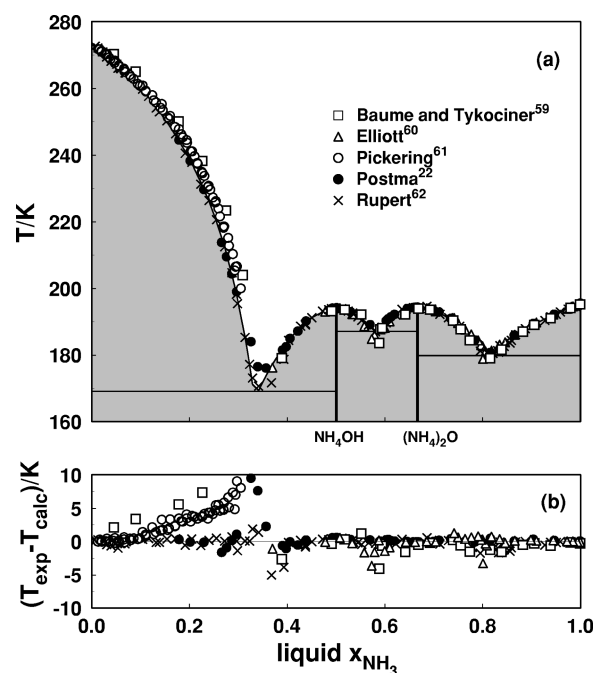 280
260
240
220
200
180
160
T/K
(a)
Baume and Tykociner59
Elliott60
Pickering61
Postma22
Rupert62
NH4OH
(NH4)2O
10
5
0
-5
-10
(Texp-Tcalc)/K
(b)
0.0 0.2 0.4 0.6 0.8 1.0
liquid xNH3